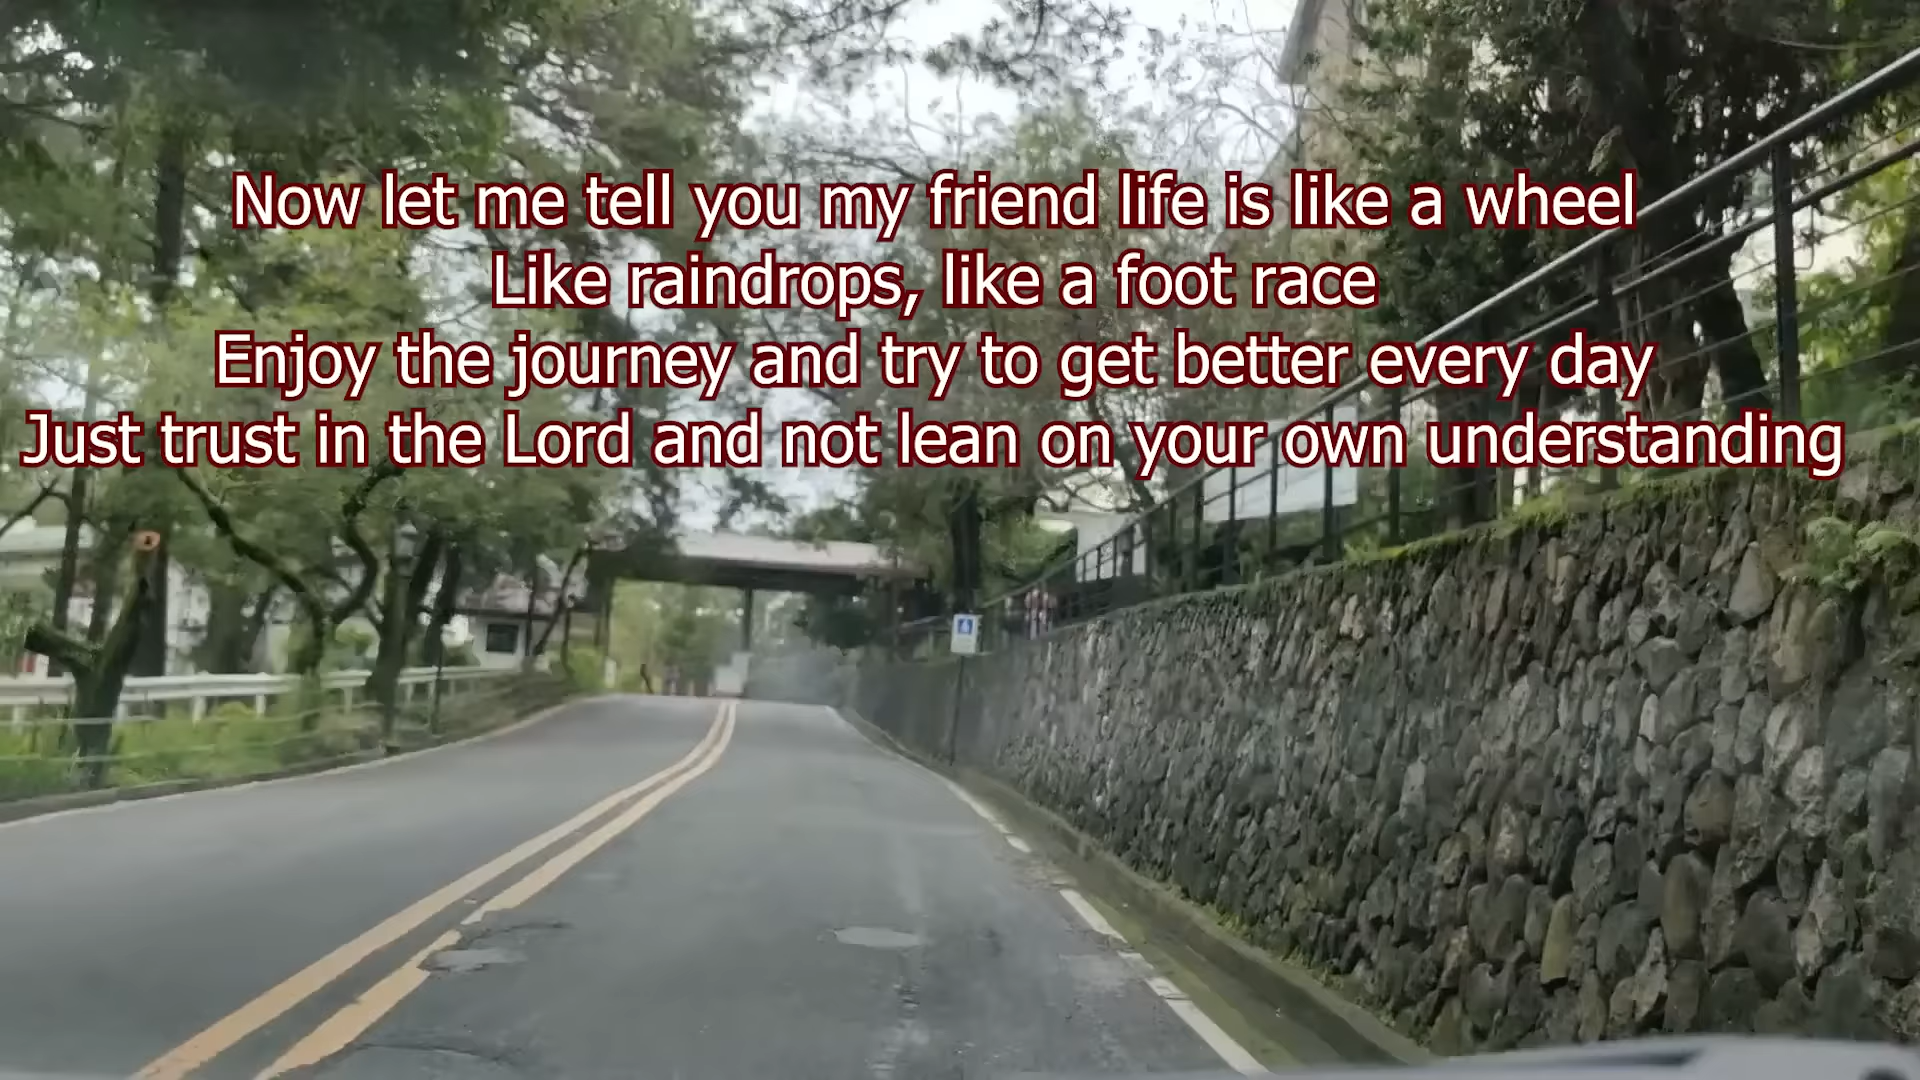 Now let me tell you my friend life is like a wheel
Like raindrops, like a foot race
Enjoy the journey and try to get better every day
Just trust in the Lord and not lean on your own understanding